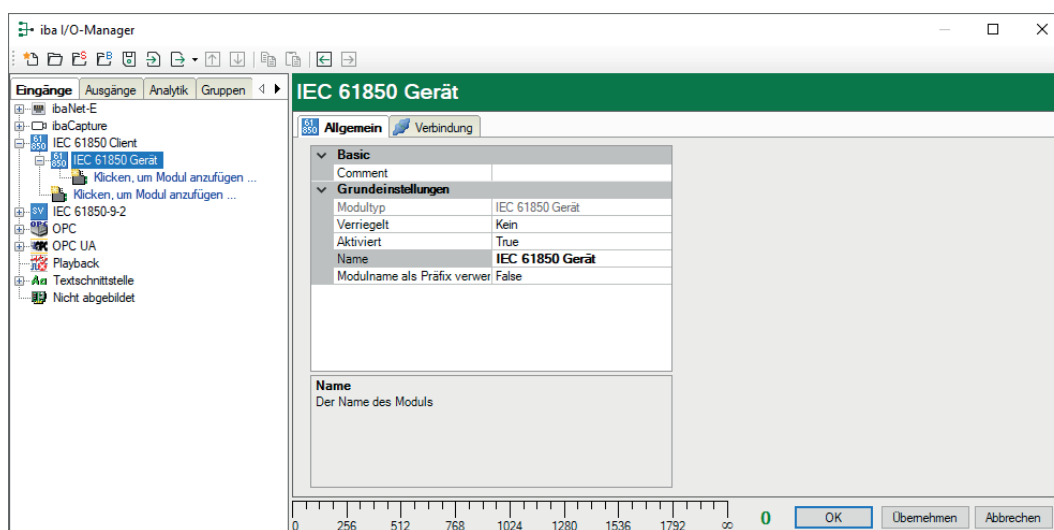 iba I/O-Manager
Eingänge Ausgänge Analytik Gruppen
ibaNet-E
ibaCapture
IEC 61850 Client
IEC 61850 Gerät
Klicken, um Modul anzufügen ...
Klicken, um Modul anzufügen ...
IEC 61850-9-2
OPC
OPC UA
Playback
Textschnittstelle
Nicht abgebildet
IEC 61850 Gerät
Allgemein Verbindung
Basic
Comment
Grundeinstellungen
Modultyp IEC 61850 Gerät
Verriegelt Kein
Aktiviert True
Name IEC 61850 Gerät
Modulname als Präfix verwer False
Name
Der Name des Moduls
0 256 512 768 1024 1280 1536 1792 ∞
0 OK Übernehmen Abbrechen